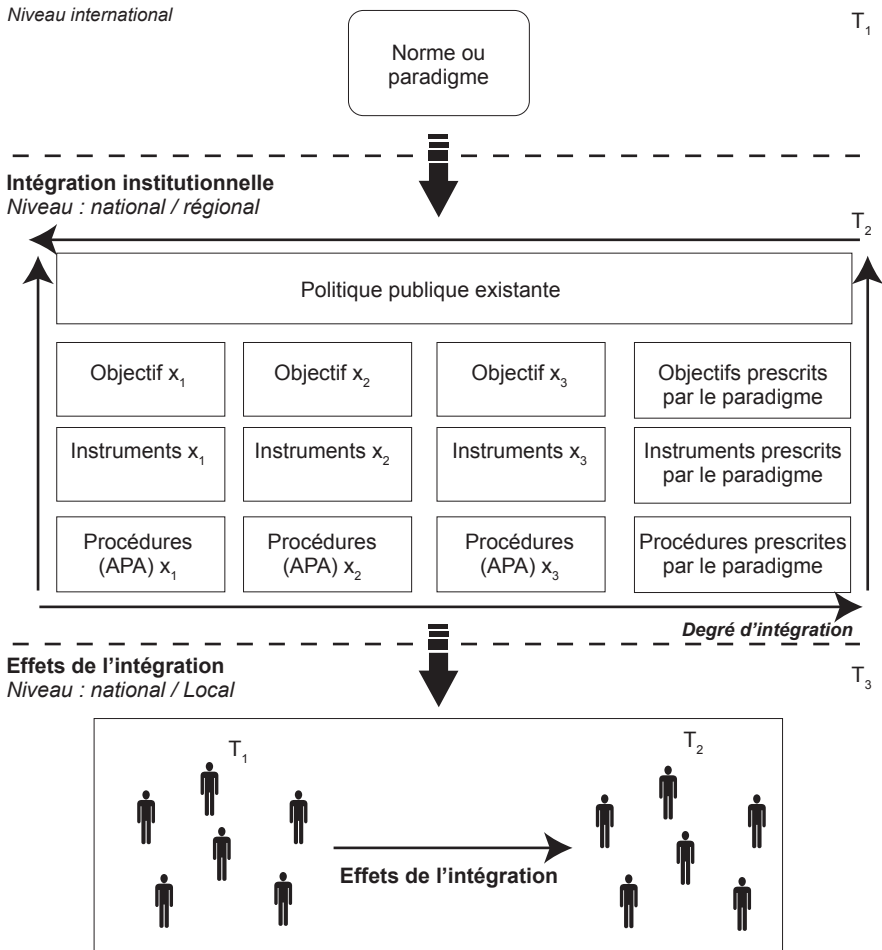 Niveau international
T₁
Norme ou
paradigme
Intégration institutionnelle
Niveau : national / régional
T₂
Politique publique existante
Objectif x₁
Objectif x₂
Objectif x₃
Objectifs prescrits
par le paradigme
Instruments x₁
Instruments x₂
Instruments x₃
Instruments prescrits
par le paradigme
Procédures
(APA) x₁
Procédures
(APA) x₂
Procédures
(APA) x₃
Procédures prescrites
par le paradigme
Degré d’intégration
Effets de l’intégration
Niveau : national / Local
T₃
T₁
T₂
Effets de l’intégration